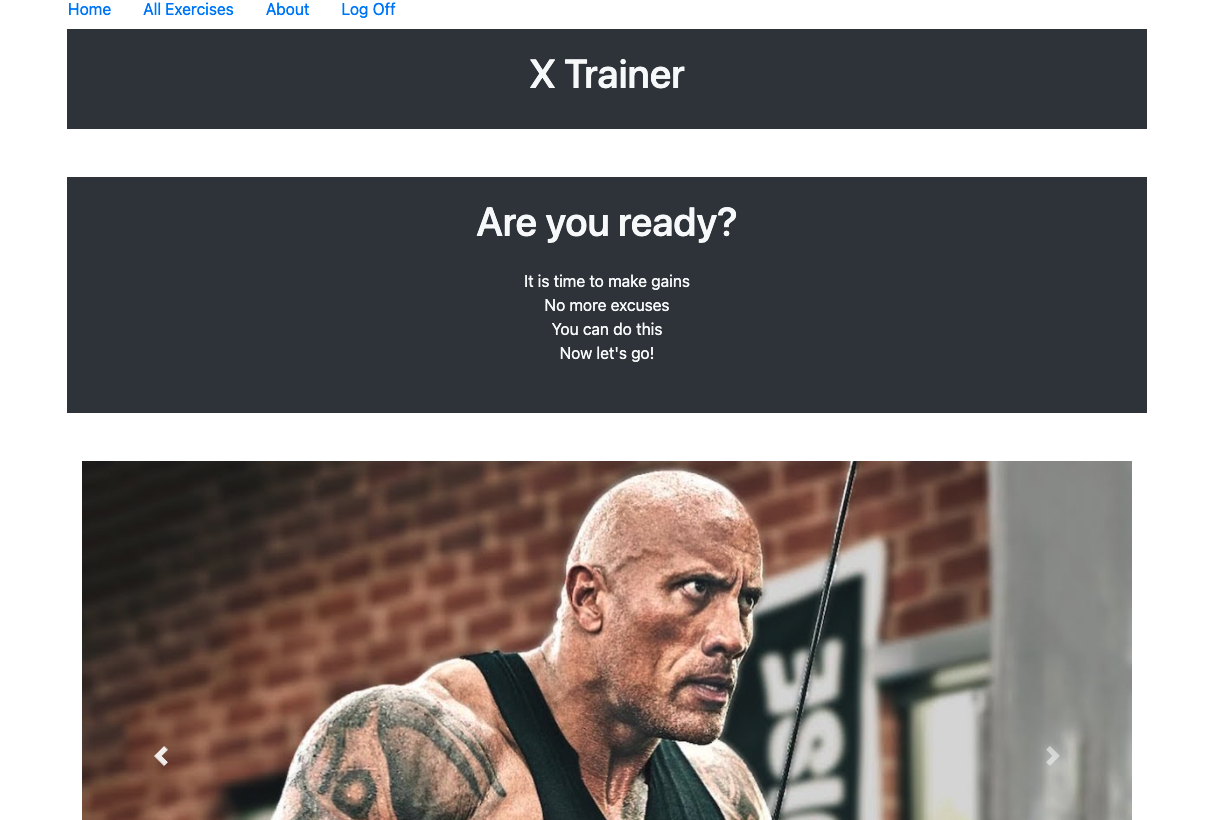 Home All Exercises About Log Off
X Trainer
Are you ready?
It is time to make gains
No more excuses
You can do this
Now let's go!